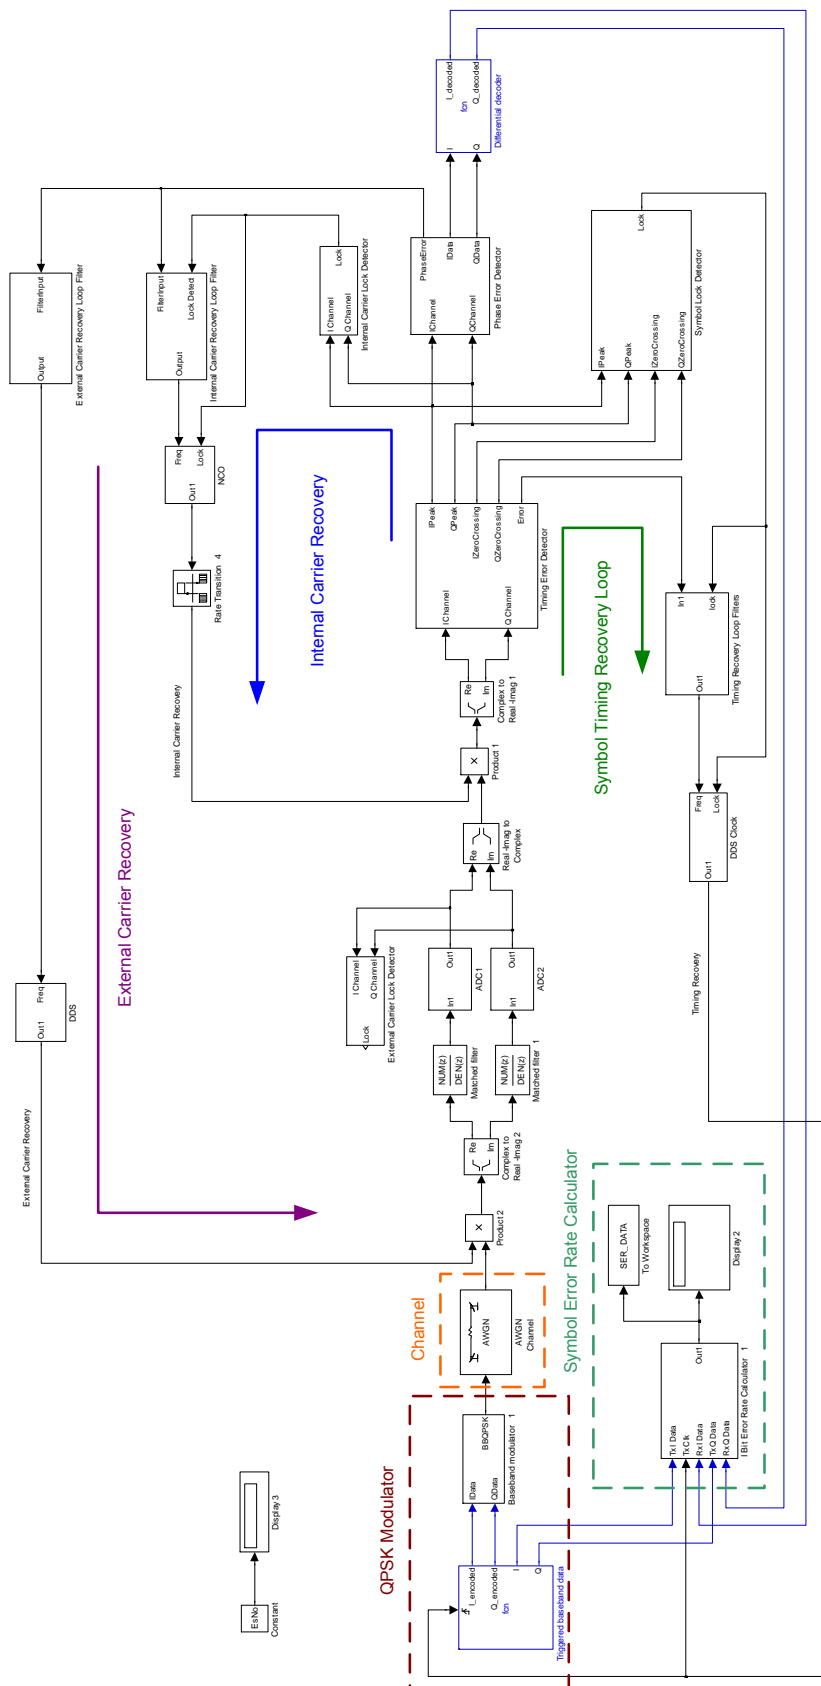 External Carrier Recovery
Out1
Freq
DDS
Output
FilterInput
External Carrier Recovery Loop Filter
External Carrier Recovery
Internal Carrier Recovery
Rate Transition 4
Out1
Freq
Lock
NCO
Output
FilterInput
Lock Detect
Internal Carrier Recovery Loop Filter
EsNo
Constant
Display 3
Internal Carrier Recovery
I Channel
Q Channel
Lock
Internal Carrier Lock Detector
I Channel
Q Channel
Lock
External Carrier Lock Detector
QPSK Modulator
Channel
I_encoded
Q_encoded
fcn
I
Q
Triggered baseband data
IData
QData
BBQPSK
Baseband modulator 1
AWGN
AWGN
Channel
×
Product 2
Re
Im
Complex to
Real -Imag 2
NUM(z)
DEN(z)
Matched filter
NUM(z)
DEN(z)
Matched filter 1
In1
Out1
ADC1
In1
Out1
ADC2
Re
Im
Real -Imag to
Complex
×
Product 1
Re
Im
Complex to
Real -Imag 1
I Channel
Q Channel
IPeak
QPeak
IZeroCrossing
QZeroCrossing
Error
Timing Error Detector
IChannel
QChannel
PhaseError
IData
QData
Phase Error Detector
I
Q
I_decoded
Q_decoded
fcn
Differential decoder
Symbol Error Rate Calculator
TxI Data
TxClk
RxI Data
TxQ Data
RxQ Data
Out1
I Bit Error Rate Calculator 1
SER_DATA
To Workspace
Display 2
Symbol Timing Recovery Loop
IPeak
QPeak
IZeroCrossing
QZeroCrossing
Lock
Symbol Lock Detector
Timing Recovery
Out1
Freq
Lock
DDS Clock
Out1
In1
lock
Timing Recovery Loop Filters